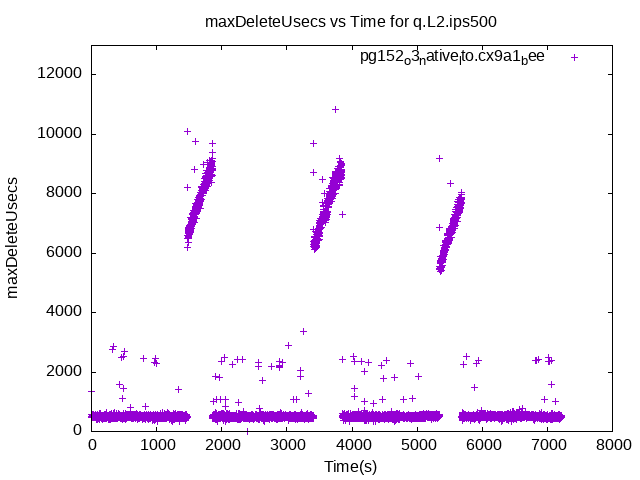 maxDeleteUsecs vs Time for q.L2.ips500
pg152o3native lto.cx9a1bee
12000
10000
8000
6000
4000
2000
0
maxDeleteUsecs
0 1000 2000 3000 4000 5000 6000 7000 8000
Time(s)